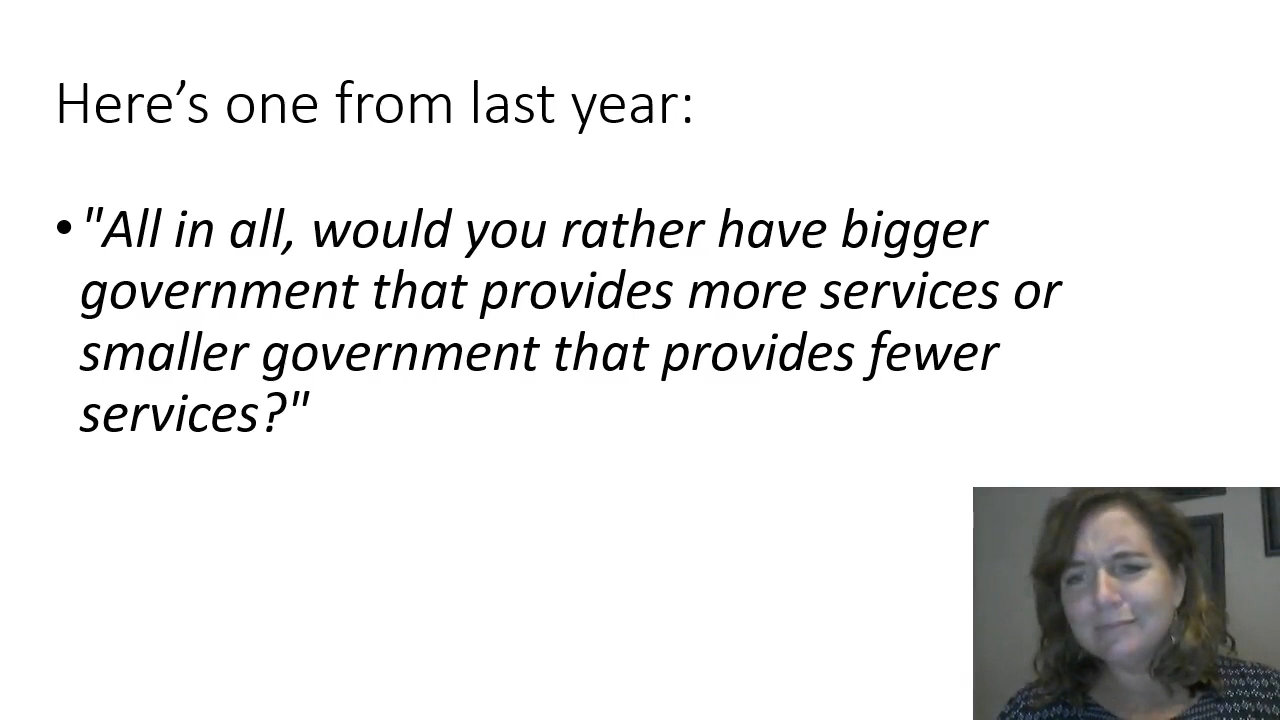 Here’s one from last year:
• "All in all, would you rather have bigger
government that provides more services or
smaller government that provides fewer
services?"